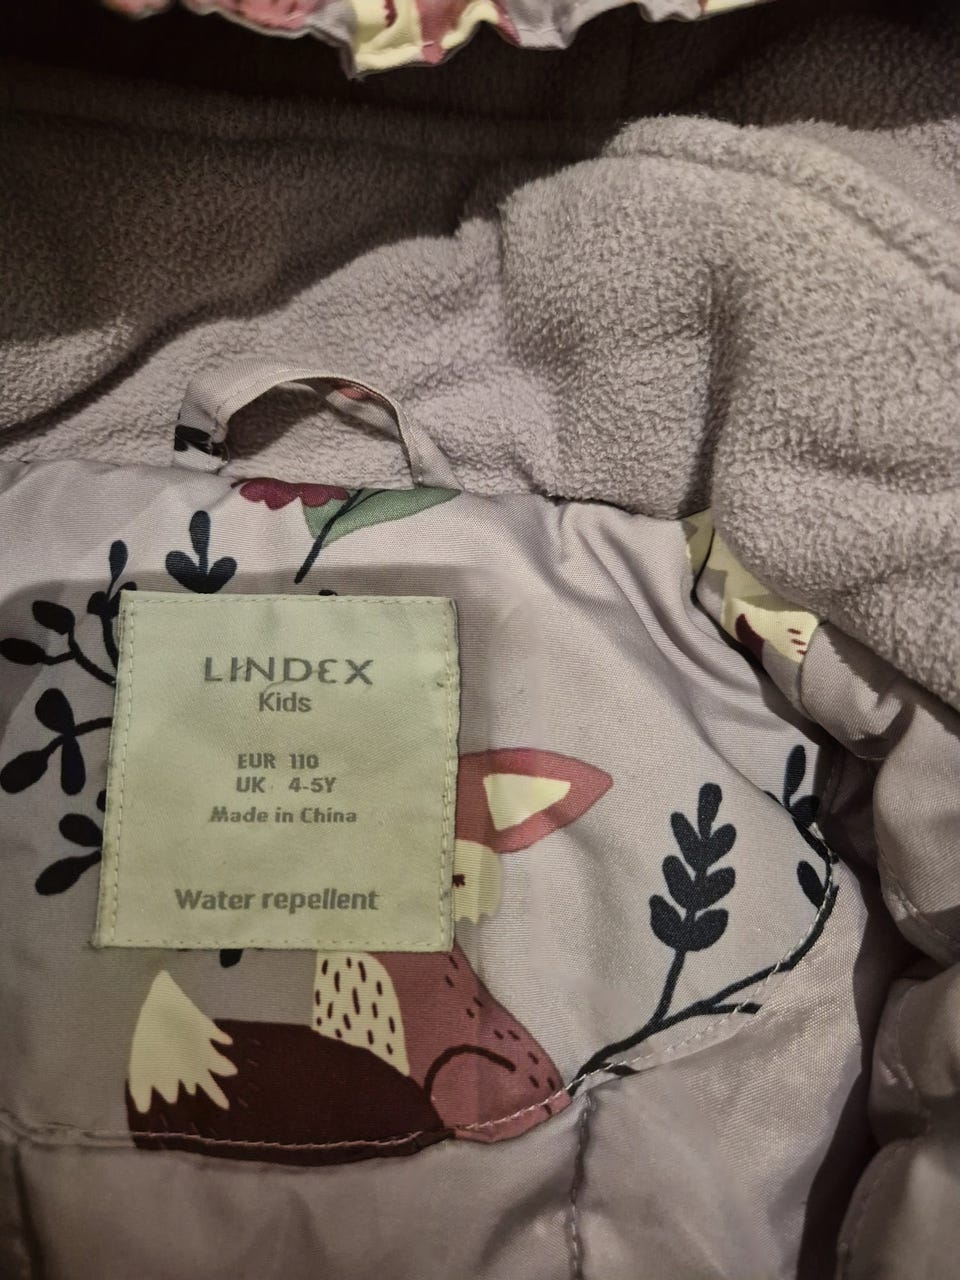 LINDEX
Kids
EUR 110
UK 4-5Y
Made in China
Water repellent